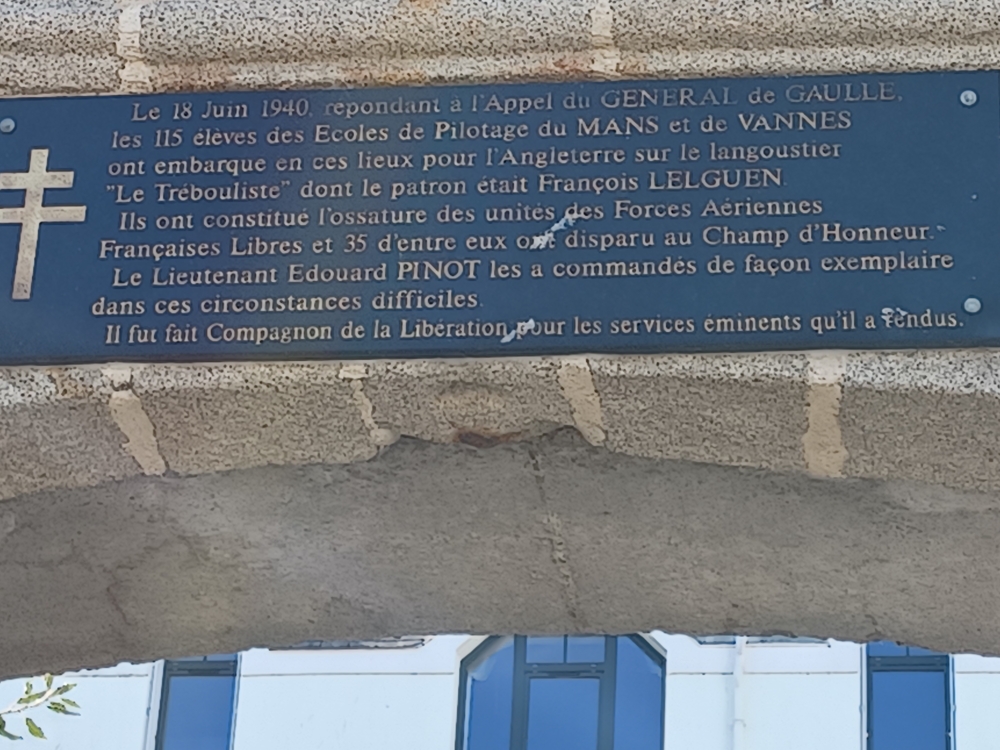 Le 18 Juin 1940, répondant à l'Appel du GENERAL de GAULLE,
les 115 élèves des Ecoles de Pilotage du MANS et de VANNES
ont embarqué en ces lieux pour l'Angleterre sur le langoustier
"Le Trébouliste" dont le patron était François LELGUEN.
Ils ont constitué l'ossature des unités des Forces Aériennes
Françaises Libres et 35 d'entre eux ont disparu au Champ d'Honneur.
Le Lieutenant Edouard PINOT les a commandés de façon exemplaire
dans ces circonstances difficiles.
Il fut fait Compagnon de la Libération pour les services éminents qu'il a rendus.